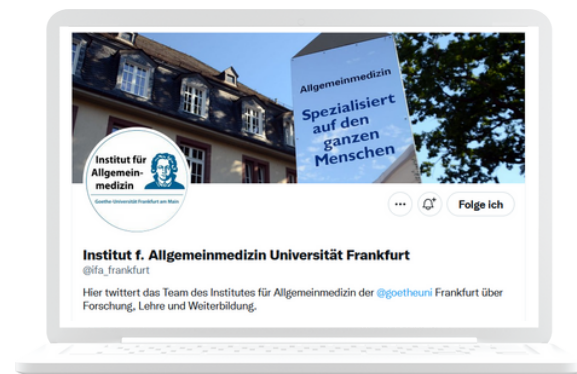 Allgemeinmedizin
Spezialisiert
auf den
ganzen
Menschen
Institut für
Allgemein-
medizin
Goethe Universität Frankfurt am Main
Folge ich
Institut f. Allgemeinmedizin Universität Frankfurt
@ifa_frankfurt
Hier twittert das Team des Institutes für Allgemeinmedizin der @goetheuni Frankfurt über
Forschung, Lehre und Weiterbildung.